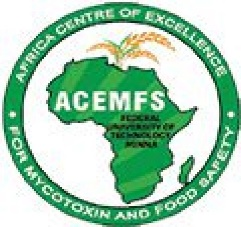 AFRICA CENTRE OF EXCELLENCE
ACEMFS
FEDERAL
UNIVERSITY OF
TECHNOLOGY
MINNA
FOR MYCOTOXIN AND FOOD SAFETY